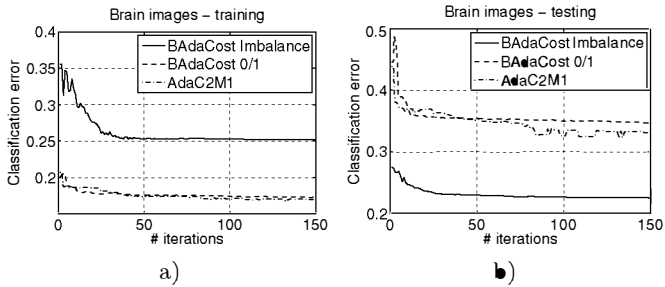 Brain images – training
BAdaCost Imbalance
BAdaCost 0/1
AdaC2M1
Classification error
0.4
0.35
0.3
0.25
0.2
0
50
100
150
# iterations
a)
Brain images – testing
BAdaCost Imbalance
BAdaCost 0/1
AdaC2M1
Classification error
0.5
0.4
0.3
0.2
0
50
100
150
# iterations
b)